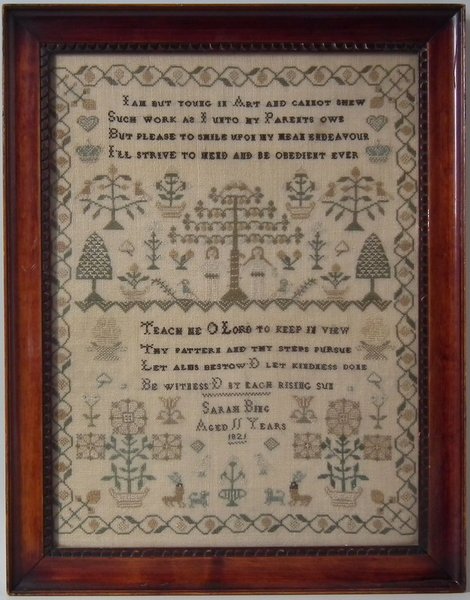 I am but young in Art and cannot shew
Such work as I unto my Parents owe
But please to smile upon my mean endeavour
I'll strive to mend and be obedient ever
Teach me O Lord to keep in view
Thy pattern and thy steps pursue
Let alms bestow'd let kindness done
Be witness'd by each rising sun
Sarah Bing
Aged 11 Years
1821